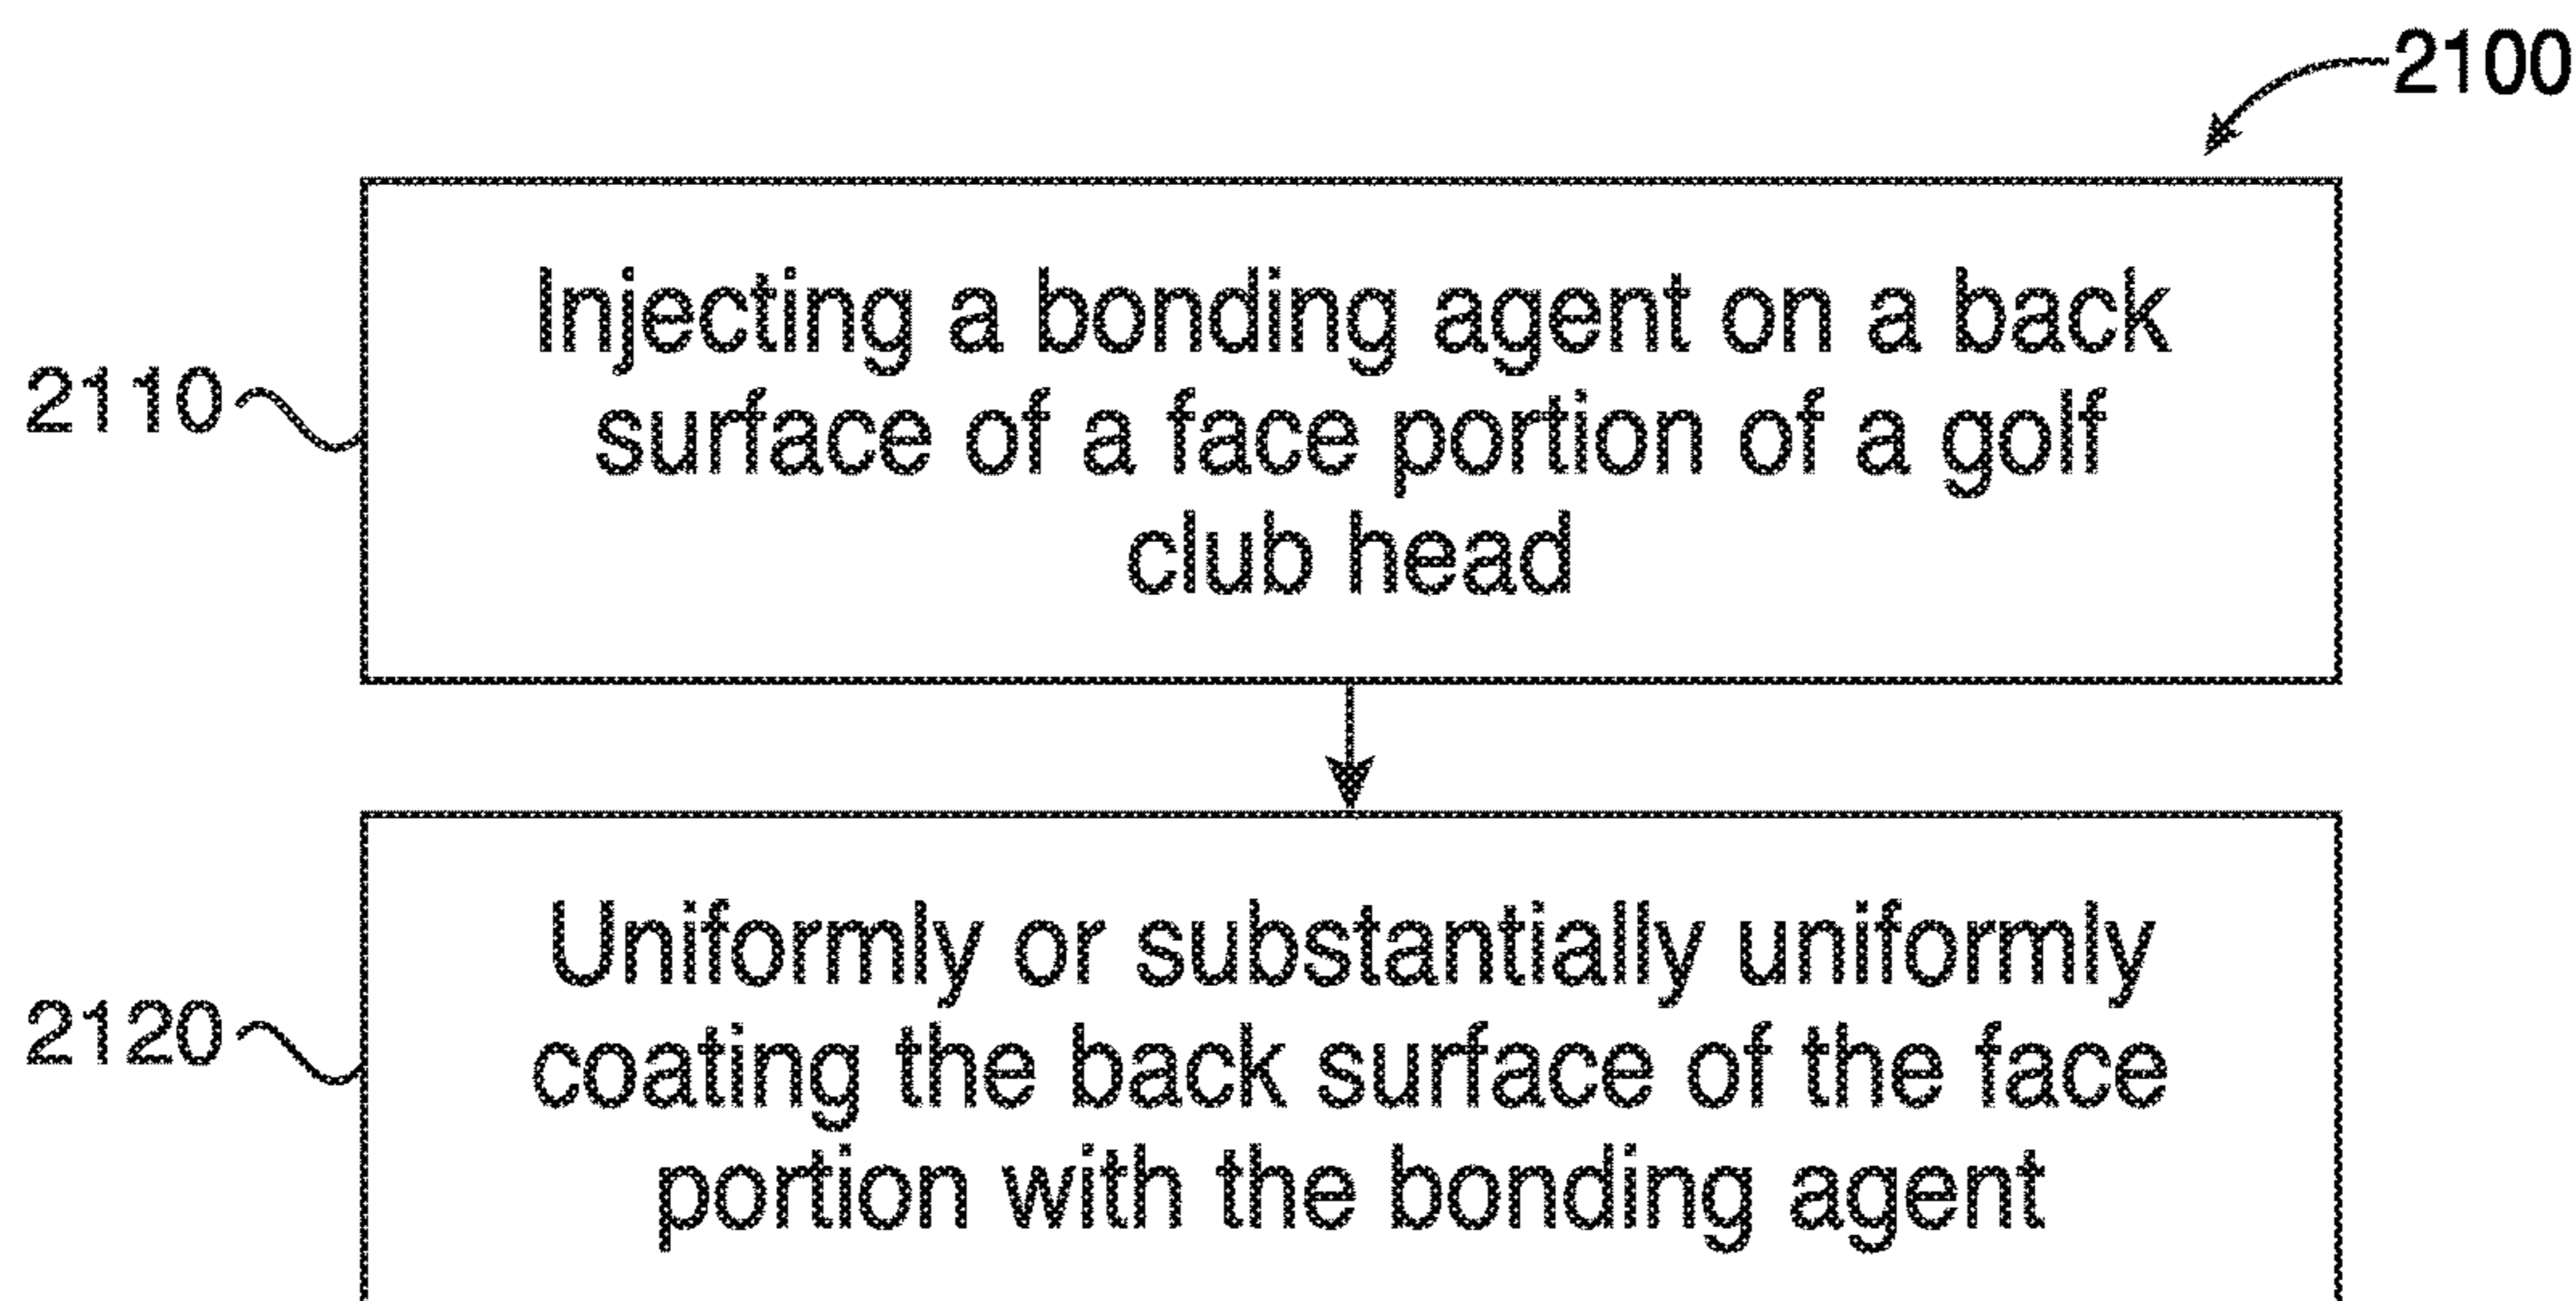 2100
Injecting a bonding agent on a back
surface of a face portion of a golf
club head
2110
Uniformly or substantially uniformly
coating the back surface of the face
portion with the bonding agent
2120